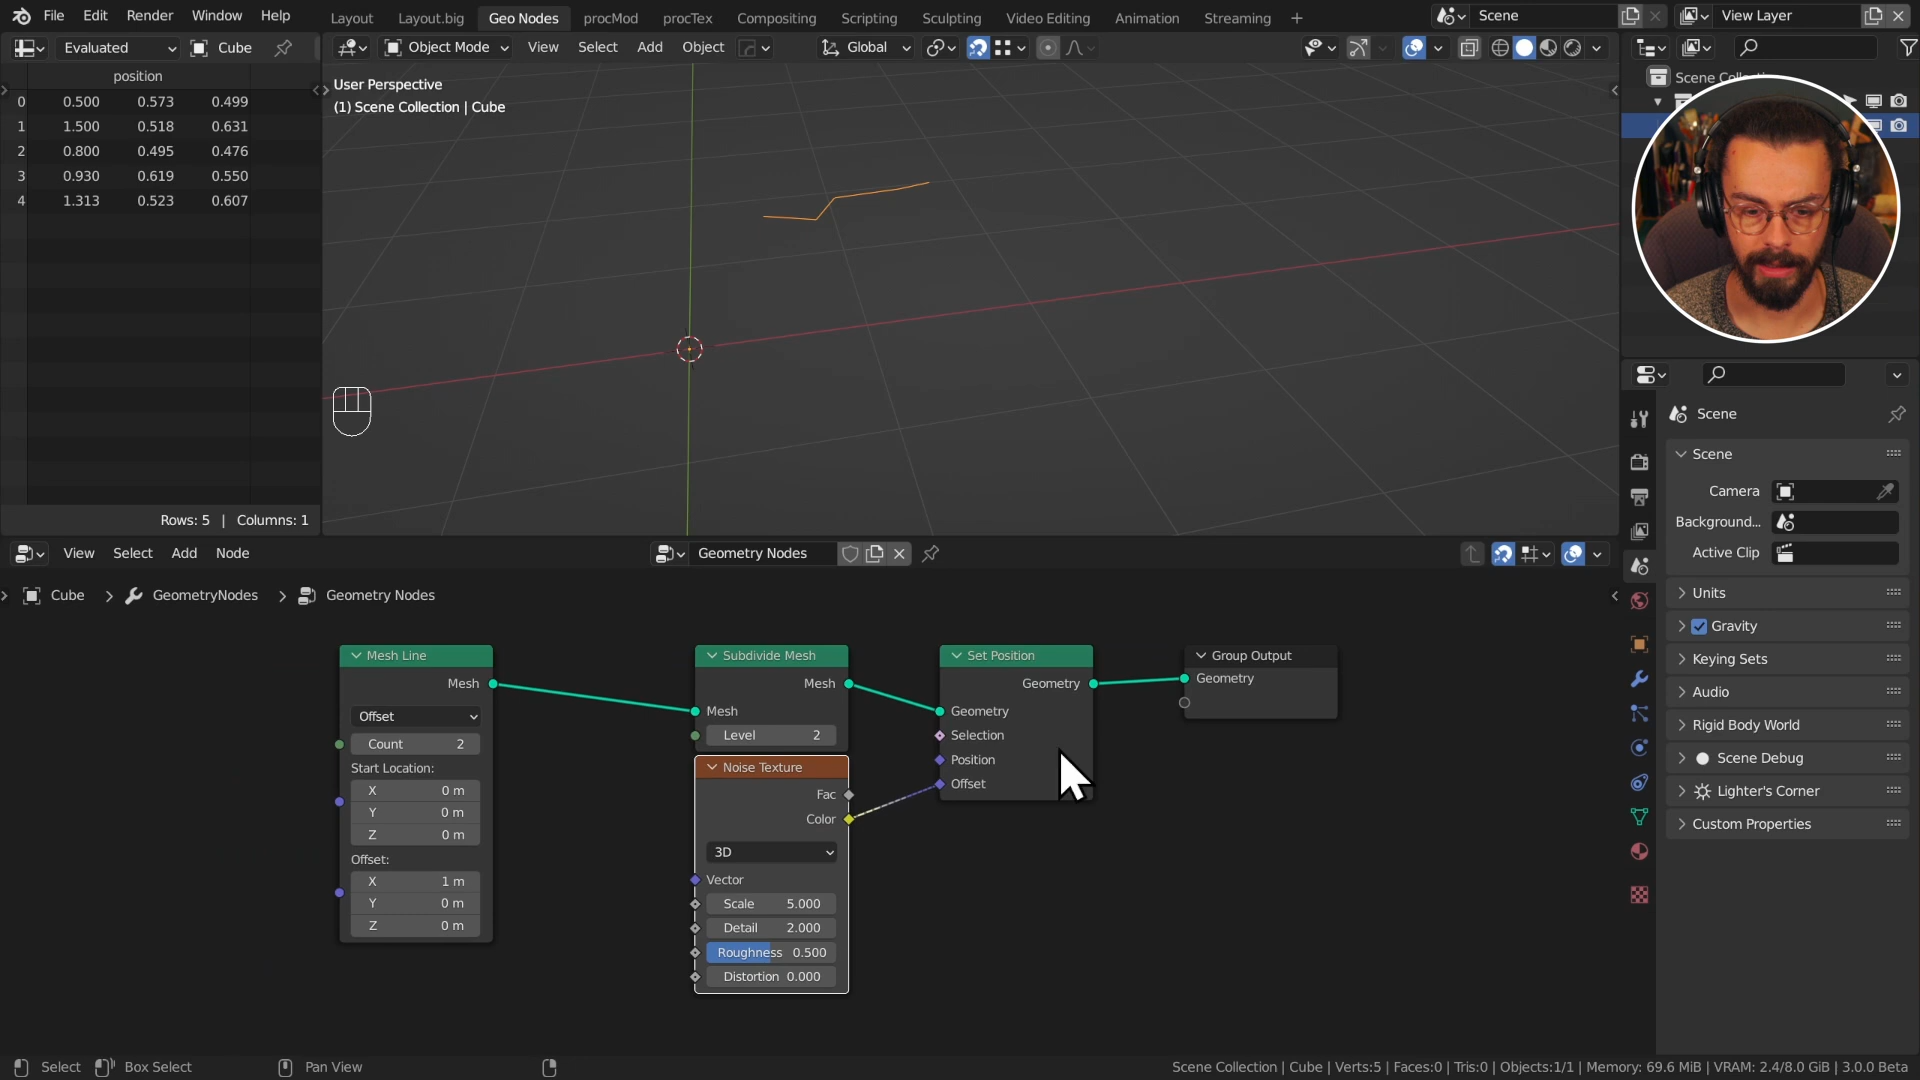 File Edit Render Window Help Layout Layout.big Geo Nodes procMod procTex Compositing Scripting Sculpting Video Editing Animation Streaming + Scene View Layer
Evaluated Cube
position
0 0.500 0.573 0.499
1 1.500 0.518 0.631
2 0.800 0.495 0.476
3 0.930 0.619 0.550
4 1.313 0.523 0.607
Rows: 5 | Columns: 1
Object Mode View Select Add Object Global
User Perspective
(1) Scene Collection | Cube
View Select Add Node Geometry Nodes
Cube > GeometryNodes > Geometry Nodes
Mesh Line
Mesh
Offset
Count 2
Start Location:
X 0 m
Y 0 m
Z 0 m
Offset:
X 1 m
Y 0 m
Z 0 m
Subdivide Mesh
Mesh
Mesh
Level 2
Noise Texture
Fac
Color
3D
Vector
Scale 5.000
Detail 2.000
Roughness 0.500
Distortion 0.000
Set Position
Geometry
Geometry
Selection
Position
Offset
Group Output
Geometry
Scene
Scene
Camera
Background...
Active Clip
Units
Gravity
Keying Sets
Audio
Rigid Body World
Scene Debug
Lighter's Corner
Custom Properties
Select Box Select Pan View
Scene Collection | Cube | Verts:5 | Faces:0 | Tris:0 | Objects:1/1 | Memory: 69.6 MiB | VRAM: 2.4/8.0 GiB | 3.0.0 Beta